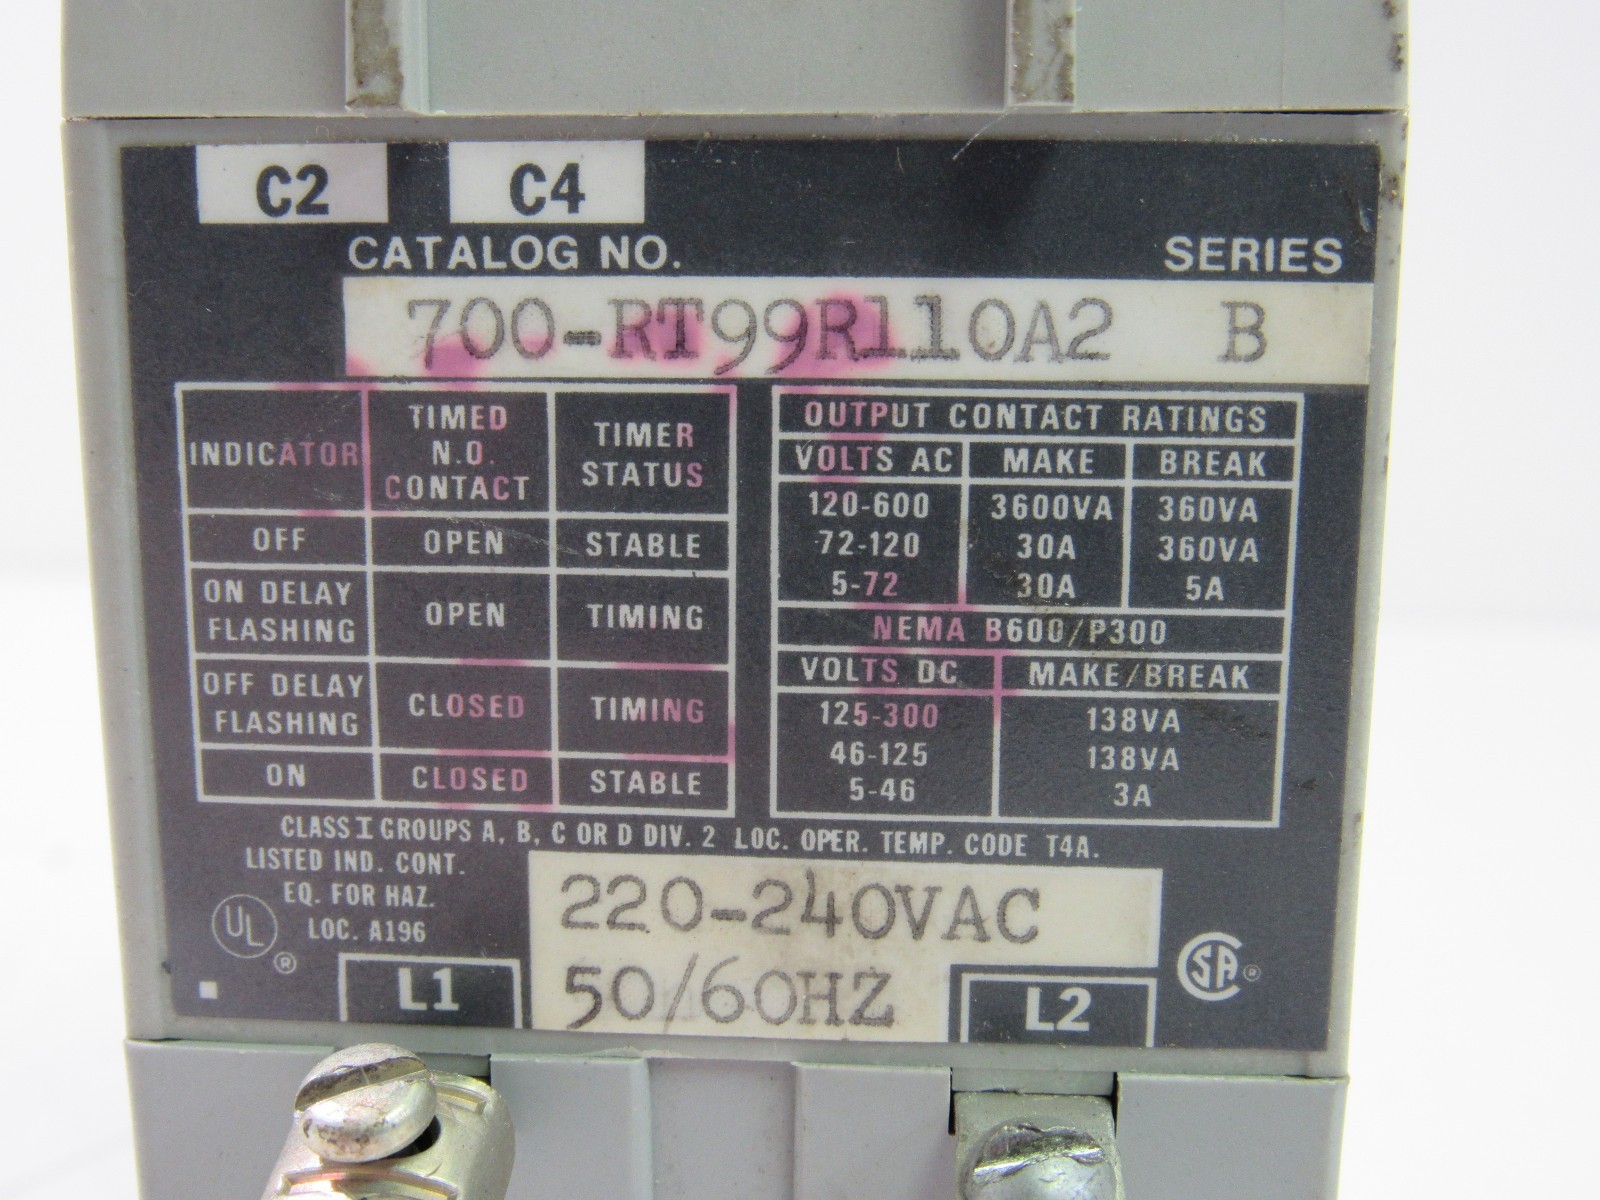 C2 C4
CATALOG NO. SERIES
700-RT99R110A2 B
INDICATOR TIMED N.O. CONTACT TIMER STATUS
OFF OPEN STABLE
ON DELAY FLASHING OPEN TIMING
OFF DELAY FLASHING CLOSED TIMING
ON CLOSED STABLE
OUTPUT CONTACT RATINGS
VOLTS AC MAKE BREAK
120-600 3600VA 360VA
72-120 30A 360VA
5-72 30A 5A
NEMA B600/P300
VOLTS DC MAKE/BREAK
125-300 138VA
46-125 138VA
5-46 3A
CLASS I GROUPS A, B, C OR D DIV. 2 LOC. OPER. TEMP. CODE T4A.
LISTED IND. CONT.
EQ. FOR HAZ.
LOC. A196
UL ®
220-240VAC
50/60HZ
L1 L2
SA ®